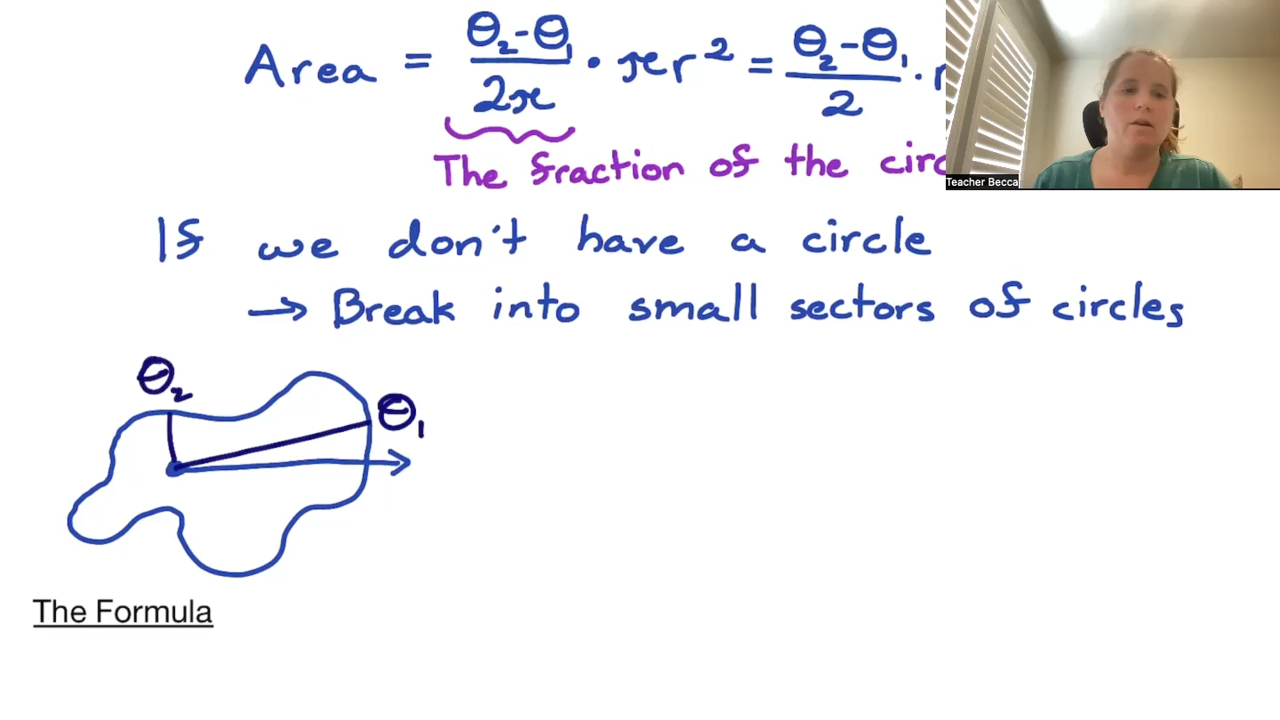 Area = θ₂-θ₁/2π · πr² = θ₂-θ₁/2 ·
The fraction of the
Teacher Becca
If we don't have a circle
→ Break into small sectors of circles
θ₂
θ₁
The Formula